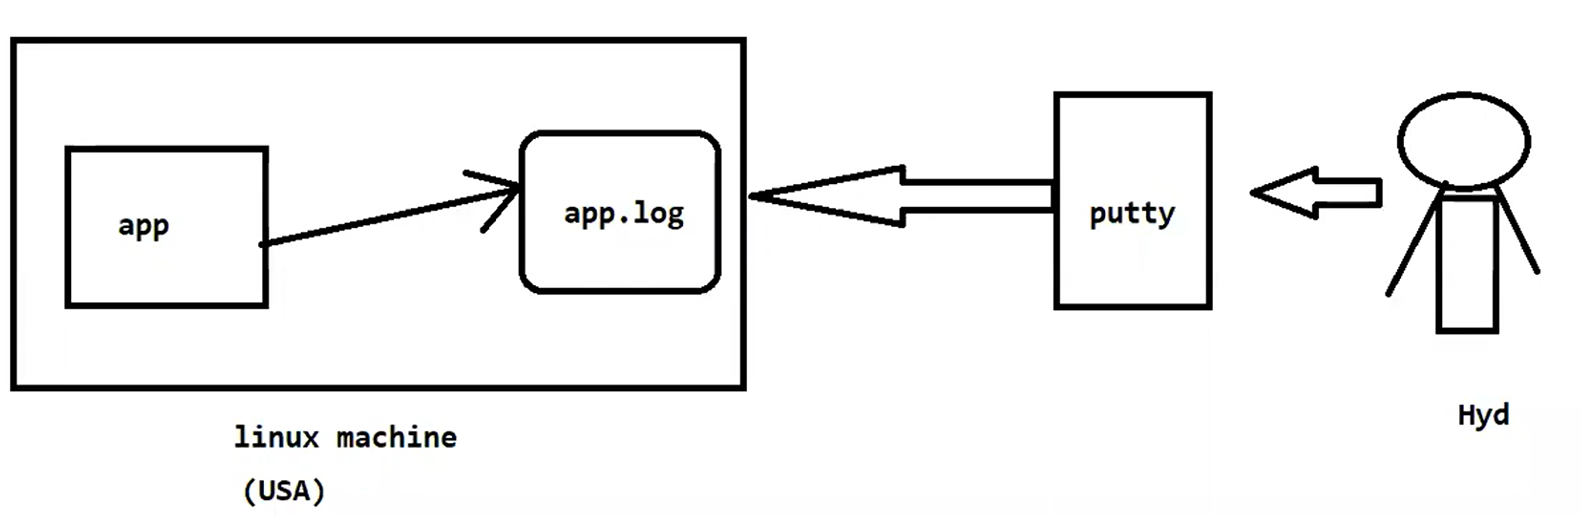 app
app.log
putty
Hyd
linux machine
(USA)